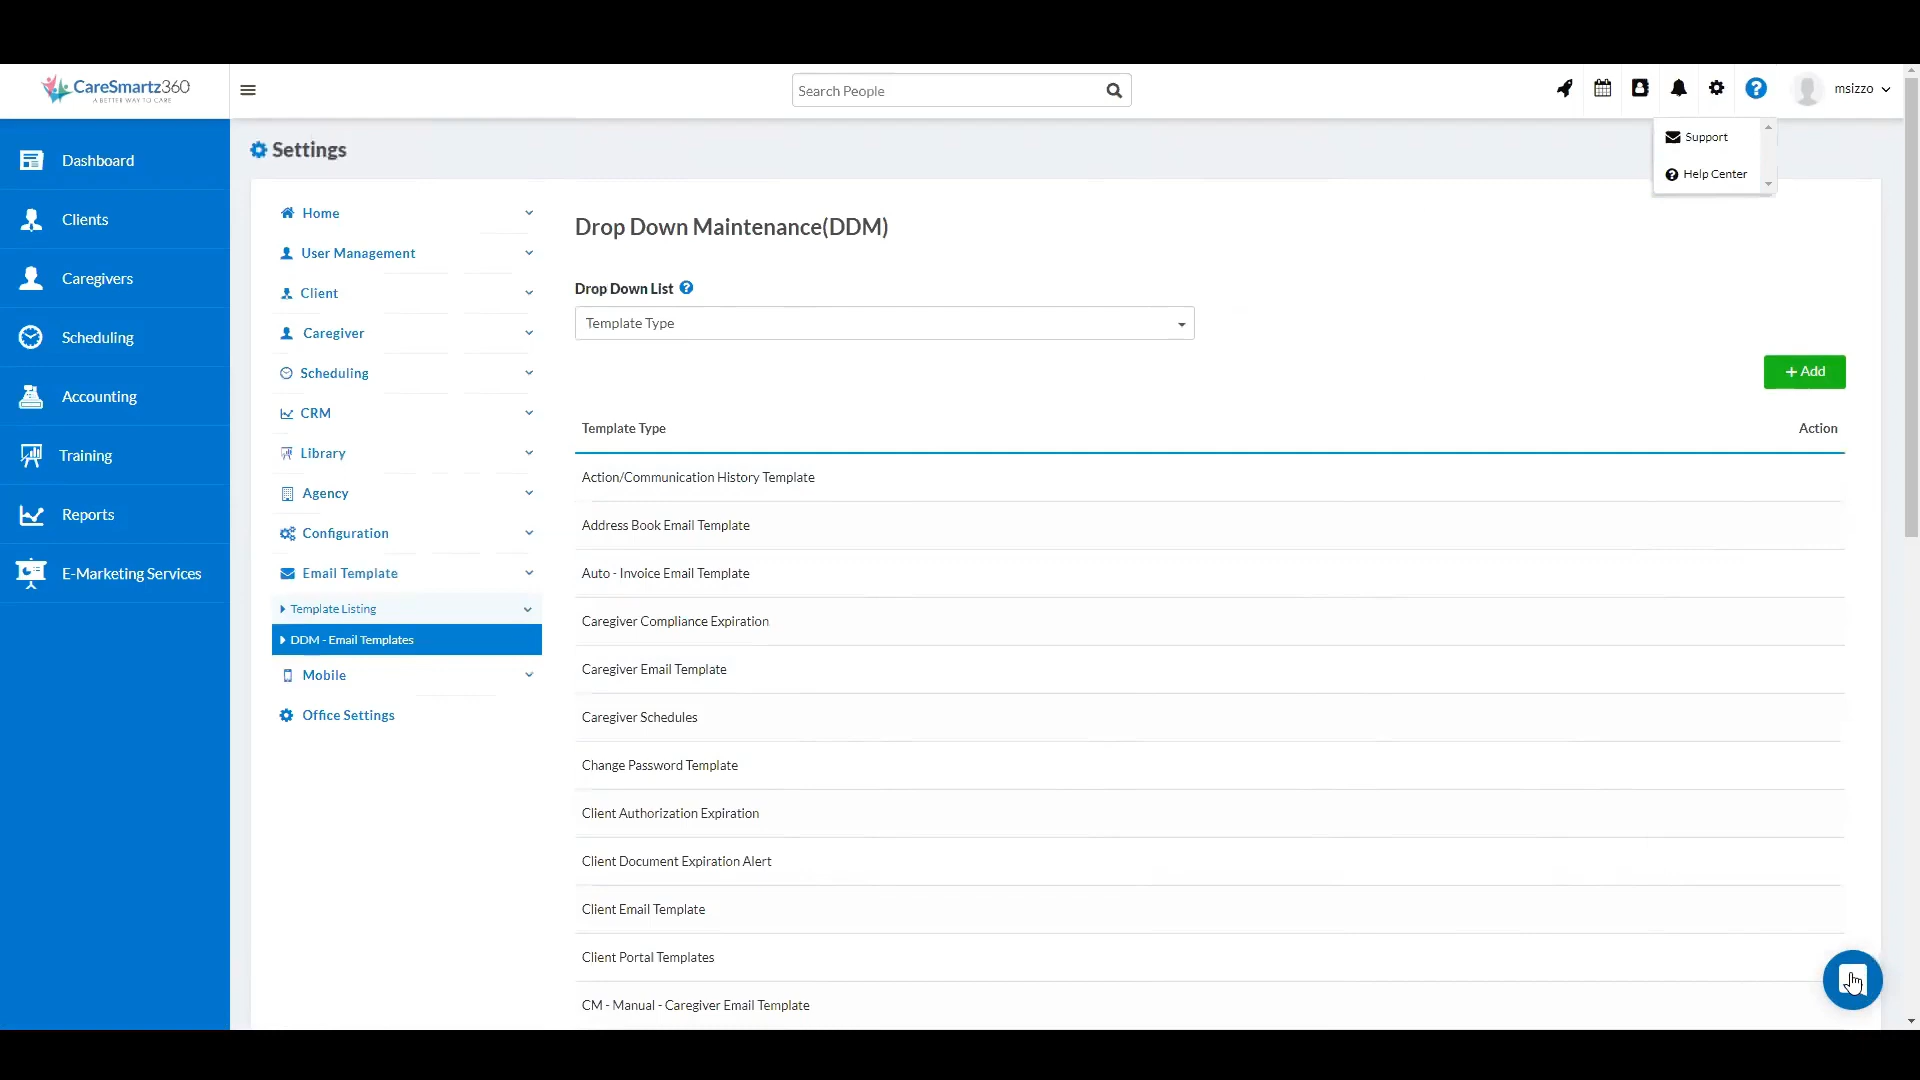 CareSmartz360
A BETTER WAY TO CARE
Search People
msizzo
Support
Help Center
Dashboard
Clients
Caregivers
Scheduling
Accounting
Training
Reports
E-Marketing Services
Settings
Home
User Management
Client
Caregiver
Scheduling
CRM
Library
Agency
Configuration
Email Template
Template Listing
DDM - Email Templates
Mobile
Office Settings
Drop Down Maintenance(DDM)
Drop Down List
Template Type
+ Add
Template Type Action
Action/Communication History Template
Address Book Email Template
Auto - Invoice Email Template
Caregiver Compliance Expiration
Caregiver Email Template
Caregiver Schedules
Change Password Template
Client Authorization Expiration
Client Document Expiration Alert
Client Email Template
Client Portal Templates
CM - Manual - Caregiver Email Template